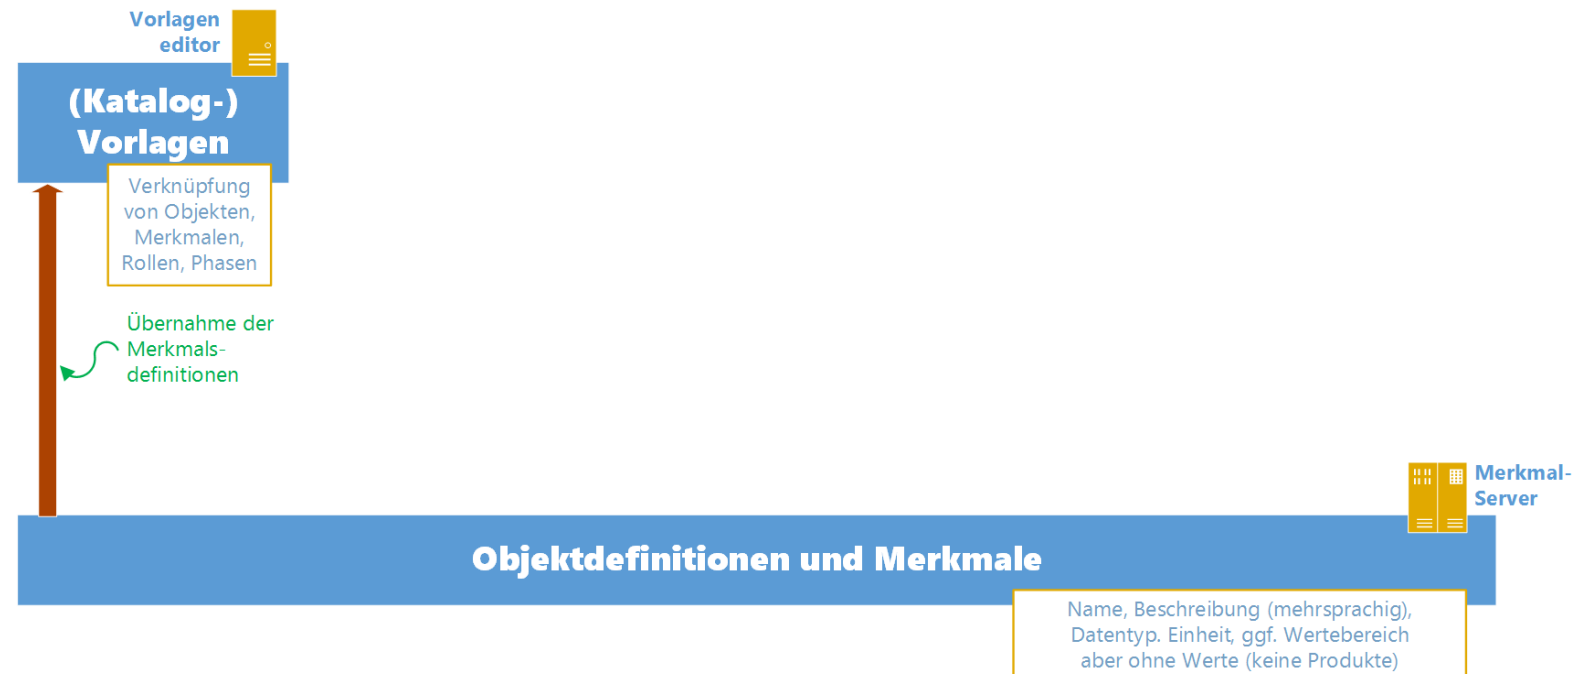 Vorlagen
editor
(Katalog-)
Vorlagen
Verknüpfung
von Objekten,
Merkmalen,
Rollen, Phasen
Übernahme der
Merkmals-
definitionen
Merkmal-
Server
Objektdefinitionen und Merkmale
Name, Beschreibung (mehrsprachig),
Datentyp. Einheit, ggf. Wertebereich
aber ohne Werte (keine Produkte)